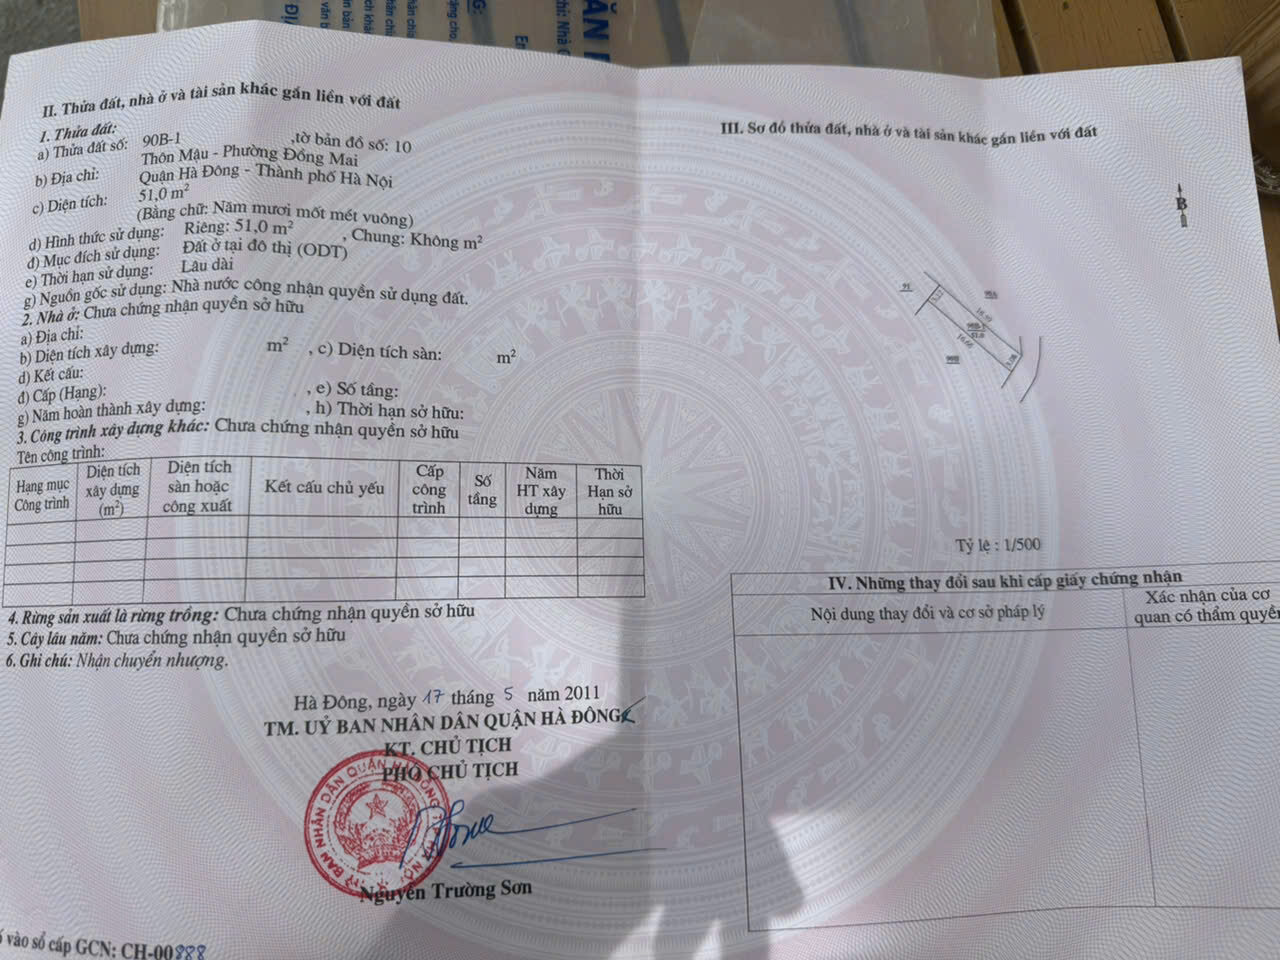 II. Thửa đất, nhà ở và tài sản khác gắn liền với đất
1. Thửa đất:
a) Thửa đất số: 90B-1 , tờ bản đồ số: 10
b) Địa chỉ: Thôn Mậu - Phường Đồng Mai
Quận Hà Đông - Thành phố Hà Nội
c) Diện tích: 51,0 m²
(Bằng chữ: Năm mươi mốt mét vuông)
d) Hình thức sử dụng: Riêng: 51,0 m² , Chung: Không m²
đ) Mục đích sử dụng: Đất ở tại đô thị (ODT)
e) Thời hạn sử dụng: Lâu dài
g) Nguồn gốc sử dụng: Nhà nước công nhận quyền sử dụng đất.
2. Nhà ở: Chưa chứng nhận quyền sở hữu
a) Địa chỉ:
b) Diện tích xây dựng: m² , c) Diện tích sàn: m²
d) Kết cấu:
đ) Cấp (Hạng): , e) Số tầng:
g) Năm hoàn thành xây dựng: , h) Thời hạn sở hữu:
3. Công trình xây dựng khác: Chưa chứng nhận quyền sở hữu
Tên công trình:
Hạng mục Công trình
Diện tích xây dựng (m²)
Diện tích sàn hoặc công xuất
Kết cấu chủ yếu
Cấp công trình
Số tầng
Năm HT xây dựng
Thời Hạn sở hữu
4. Rừng sản xuất là rừng trồng: Chưa chứng nhận quyền sở hữu
5. Cây lâu năm: Chưa chứng nhận quyền sở hữu
6. Ghi chú: Nhận chuyển nhượng.
Hà Đông, ngày 17 tháng 5 năm 2011
TM. UỶ BAN NHÂN DÂN QUẬN HÀ ĐÔNG
KT. CHỦ TỊCH
PHÓ CHỦ TỊCH
Nguyễn Trường Sơn
vào sổ cấp GCN: CH-00888
III. Sơ đồ thửa đất, nhà ở và tài sản khác gắn liền với đất
B
91
16.60
51.0
Tỷ lệ : 1/500
IV. Những thay đổi sau khi cấp giấy chứng nhận
Nội dung thay đổi và cơ sở pháp lý
Xác nhận của cơ
quan có thẩm quyền